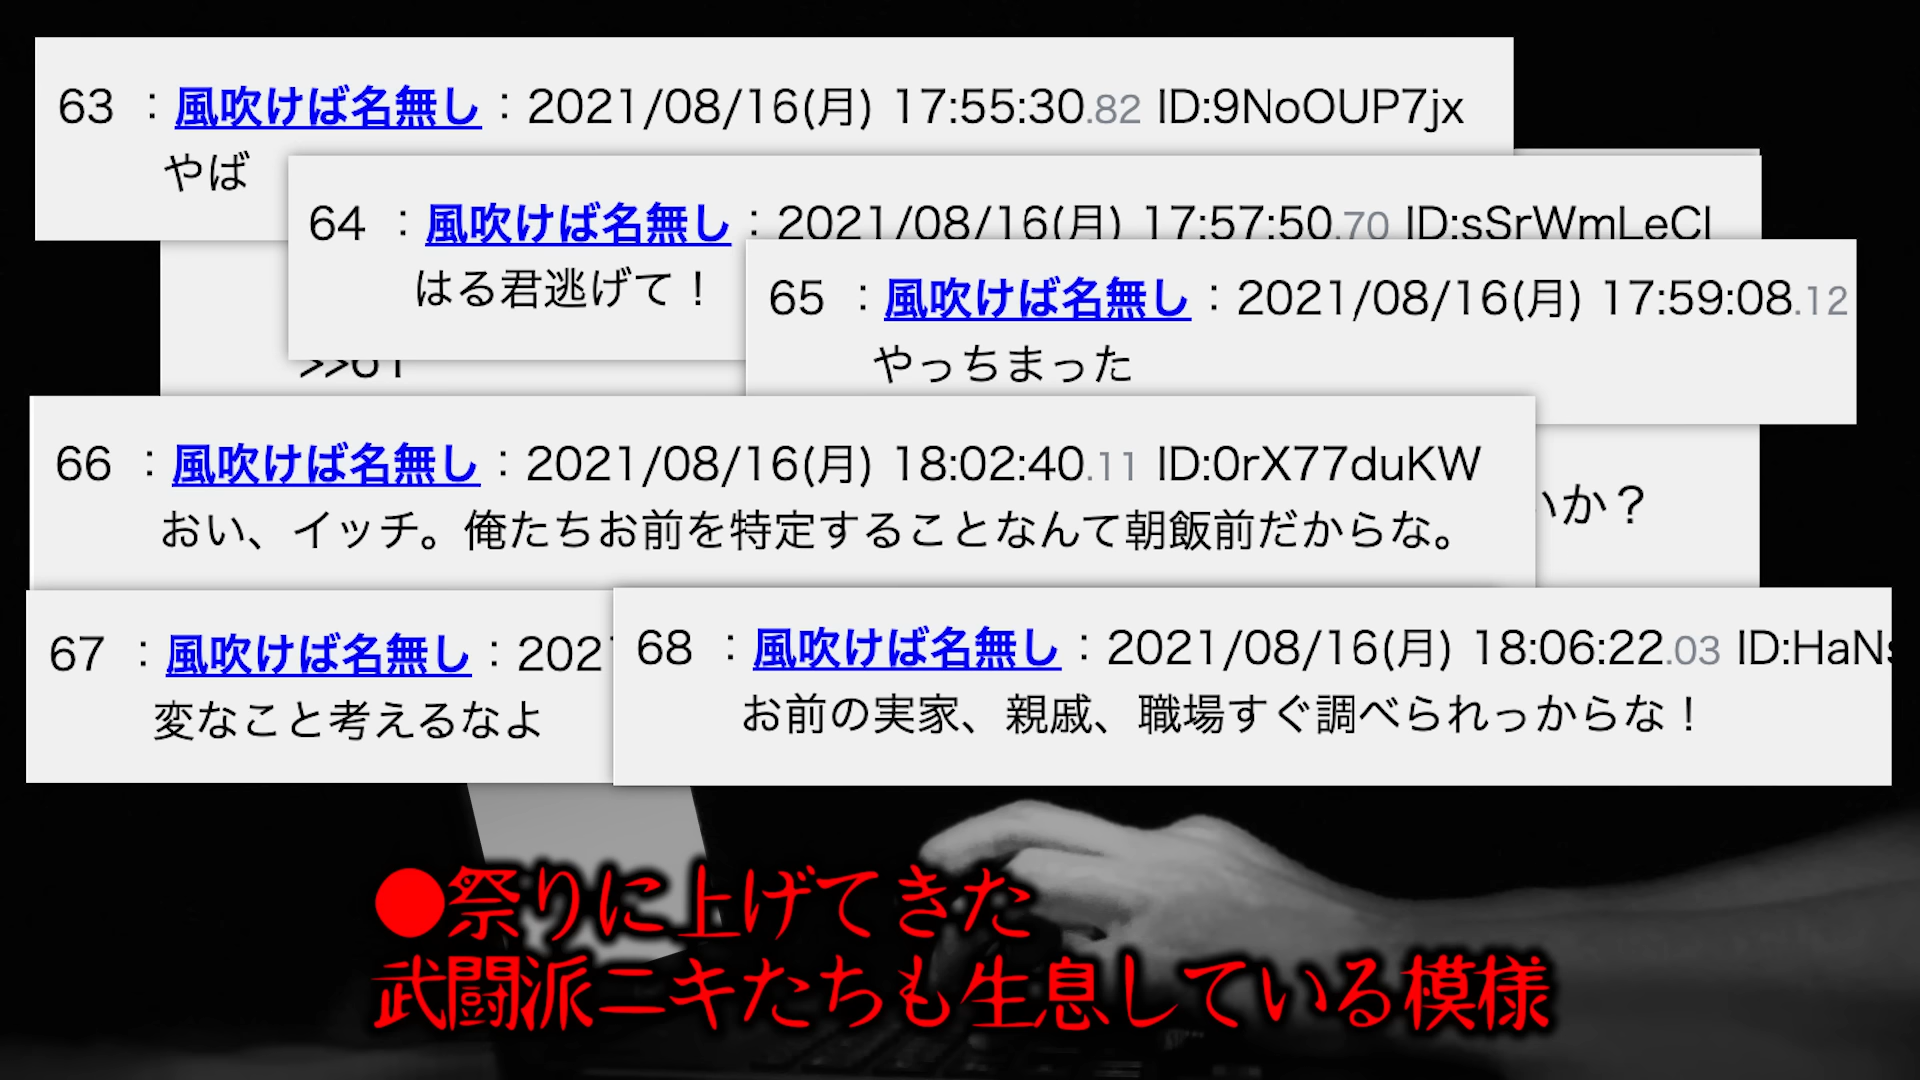 63 ：風吹けば名無し：2021/08/16(月) 17:55:30.82 ID:9NoOUP7jx
やば
64 ：風吹けば名無し：2021/08/16(月) 17:57:50.70 ID:sSrWmLeCl
はる君逃げて！
65 ：風吹けば名無し：2021/08/16(月) 17:59:08.12
やっちまった
>>61
66 ：風吹けば名無し：2021/08/16(月) 18:02:40.11 ID:0rX77duKW
おい、イッチ。俺たちお前を特定することなんて朝飯前だからな。
いか？
67 ：風吹けば名無し：202
変なこと考えるなよ
68 ：風吹けば名無し：2021/08/16(月) 18:06:22.03 ID:HaNs
お前の実家、親戚、職場すぐ調べられっからな！
●祭りに上げてきた
武闘派ニキたちも生息している模様